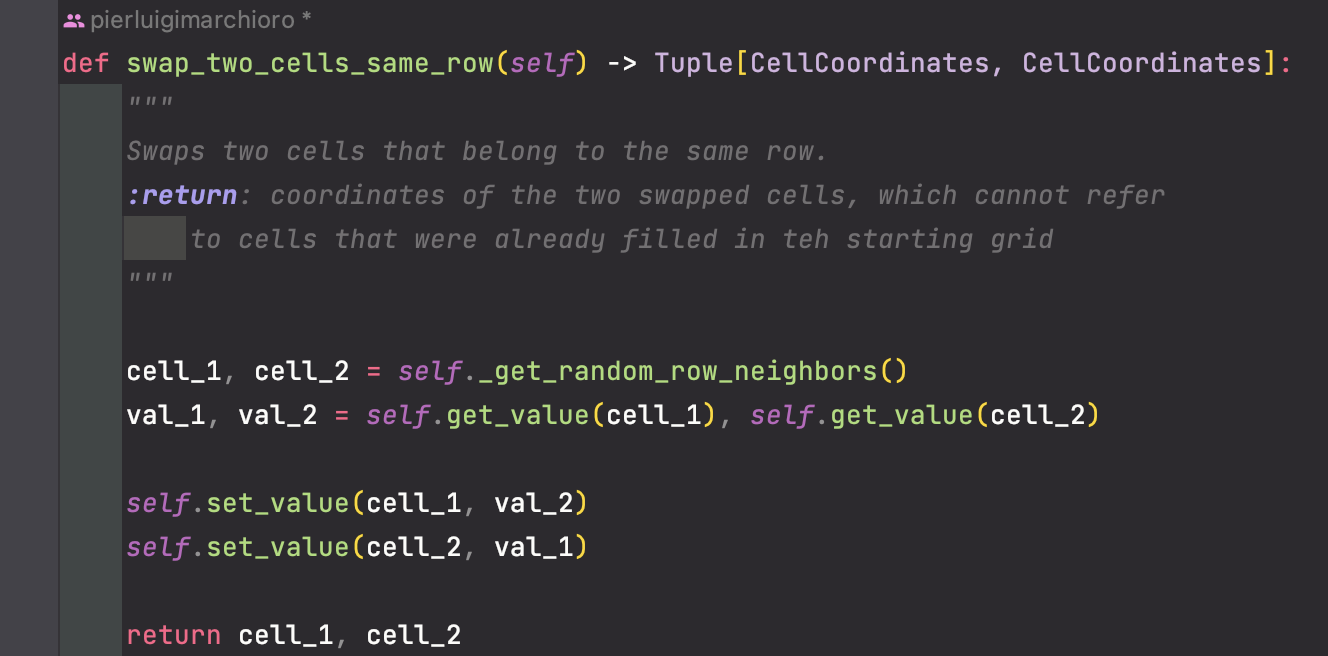 pierluigimarchioro *
def swap_two_cells_same_row(self) -> Tuple[CellCoordinates, CellCoordinates]:
"""
Swaps two cells that belong to the same row.
:return: coordinates of the two swapped cells, which cannot refer
to cells that were already filled in teh starting grid
"""
cell_1, cell_2 = self._get_random_row_neighbors()
val_1, val_2 = self.get_value(cell_1), self.get_value(cell_2)
self.set_value(cell_1, val_2)
self.set_value(cell_2, val_1)
return cell_1, cell_2